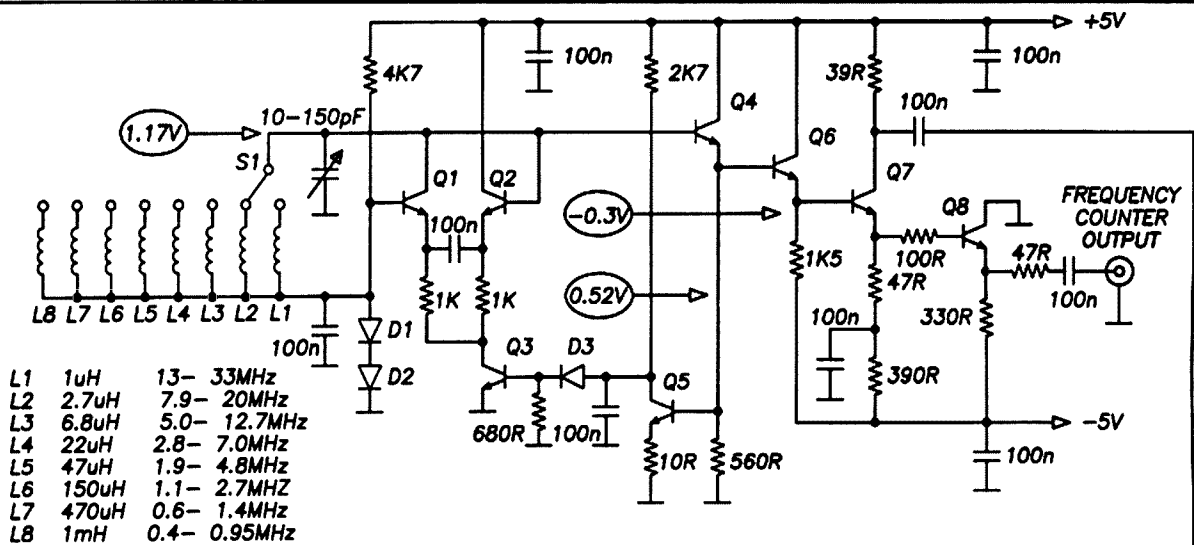 +5V
100n
100n
4K7
2K7
39R
100n
Q4
10-150pF
1.17V
S1
Q6
Q1
Q2
Q7
100n
-0.3V
Q8
FREQUENCY
COUNTER
OUTPUT
100R
47R
1K5
47R
100n
0.52V
1K
1K
L8 L7 L6 L5 L4 L3 L2 L1
100n
330R
100n
D1
Q3
D3
D2
Q5
390R
-5V
680R
100n
10R
560R
100n
L1 1uH 13- 33MHz
L2 2.7uH 7.9- 20MHz
L3 6.8uH 5.0- 12.7MHz
L4 22uH 2.8- 7.0MHz
L5 47uH 1.9- 4.8MHz
L6 150uH 1.1- 2.7MHZ
L7 470uH 0.6- 1.4MHz
L8 1mH 0.4- 0.95MHz